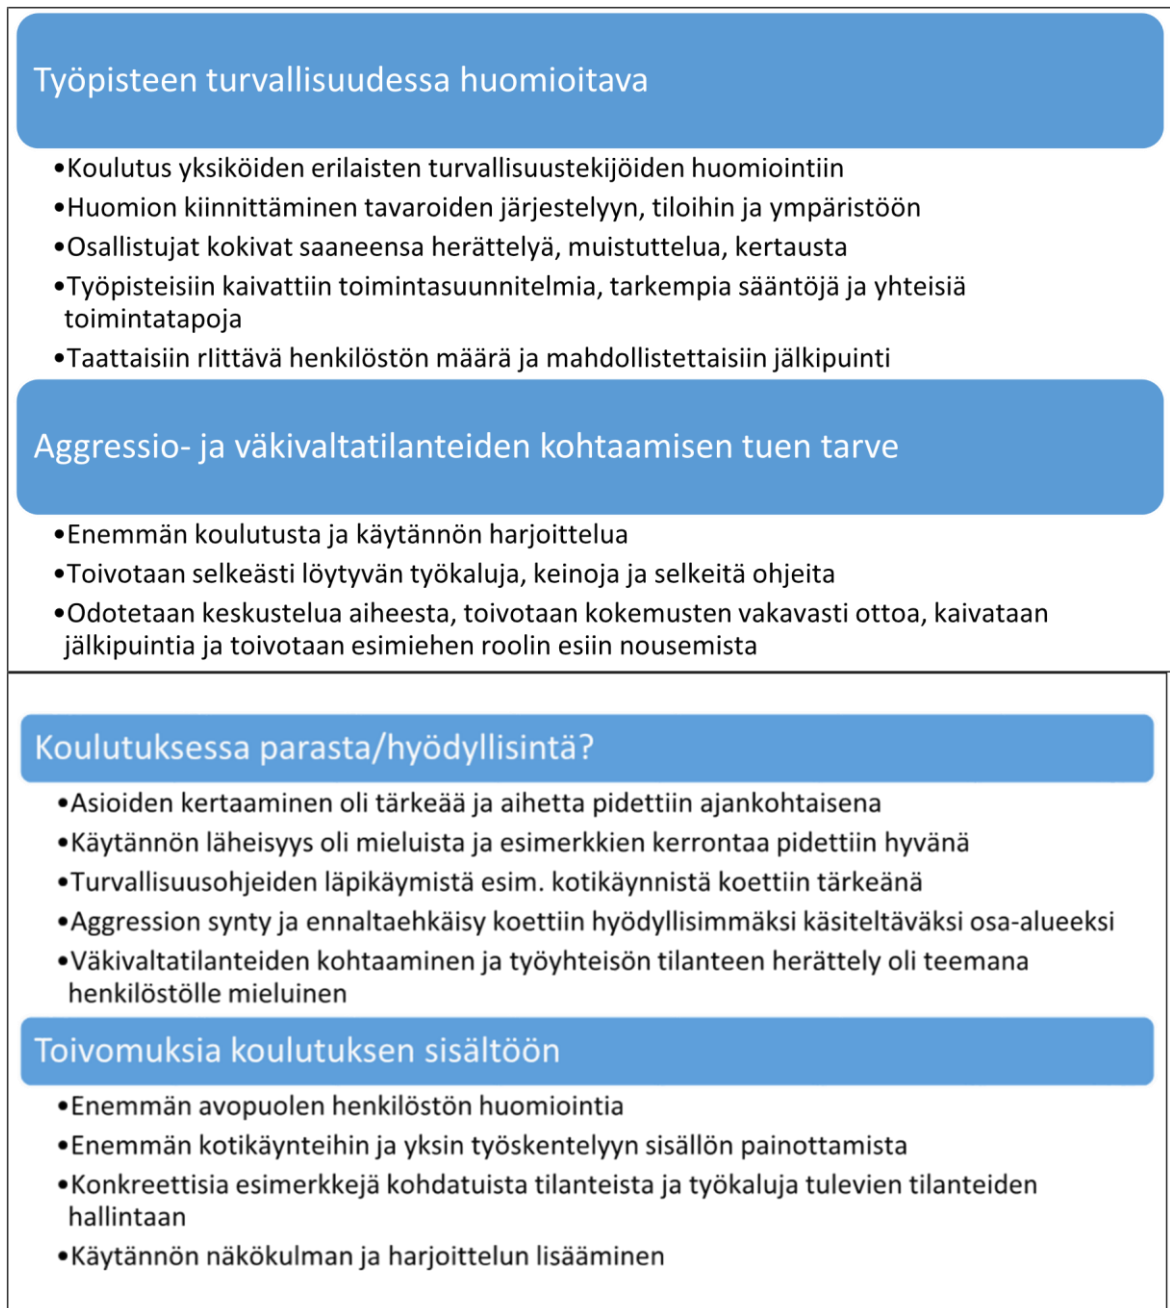 Työpisteen turvallisuudessa huomioitava
•Koulutus yksiköiden erilaisten turvallisuustekijöiden huomiointiin
•Huomion kiinnittäminen tavaroiden järjestelyyn, tiloihin ja ympäristöön
•Osallistujat kokivat saaneensa herättelyä, muistuttelua, kertausta
•Työpisteisiin kaivattiin toimintasuunnitelmia, tarkempia sääntöjä ja yhteisiä
toimintatapoja
•Taattaisiin rIittävä henkilöstön määrä ja mahdollistettaisiin jälkipuinti
Aggressio- ja väkivaltatilanteiden kohtaamisen tuen tarve
•Enemmän koulutusta ja käytännön harjoittelua
•Toivotaan selkeästi löytyvän työkaluja, keinoja ja selkeitä ohjeita
•Odotetaan keskustelua aiheesta, toivotaan kokemusten vakavasti ottoa, kaivataan
jälkipuintia ja toivotaan esimiehen roolin esiin nousemista
Koulutuksessa parasta/hyödyllisintä?
•Asioiden kertaaminen oli tärkeää ja aihetta pidettiin ajankohtaisena
•Käytännön läheisyys oli mieluista ja esimerkkien kerrontaa pidettiin hyvänä
•Turvallisuusohjeiden läpikäymistä esim. kotikäynnistä koettiin tärkeänä
•Aggression synty ja ennaltaehkäisy koettiin hyödyllisimmäksi käsiteltäväksi osa-alueeksi
•Väkivaltatilanteiden kohtaaminen ja työyhteisön tilanteen herättely oli teemana
henkilöstölle mieluinen
Toivomuksia koulutuksen sisältöön
•Enemmän avopuolen henkilöstön huomiointia
•Enemmän kotikäynteihin ja yksin työskentelyyn sisällön painottamista
•Konkreettisia esimerkkejä kohdatuista tilanteista ja työkaluja tulevien tilanteiden
hallintaan
•Käytännön näkökulman ja harjoittelun lisääminen